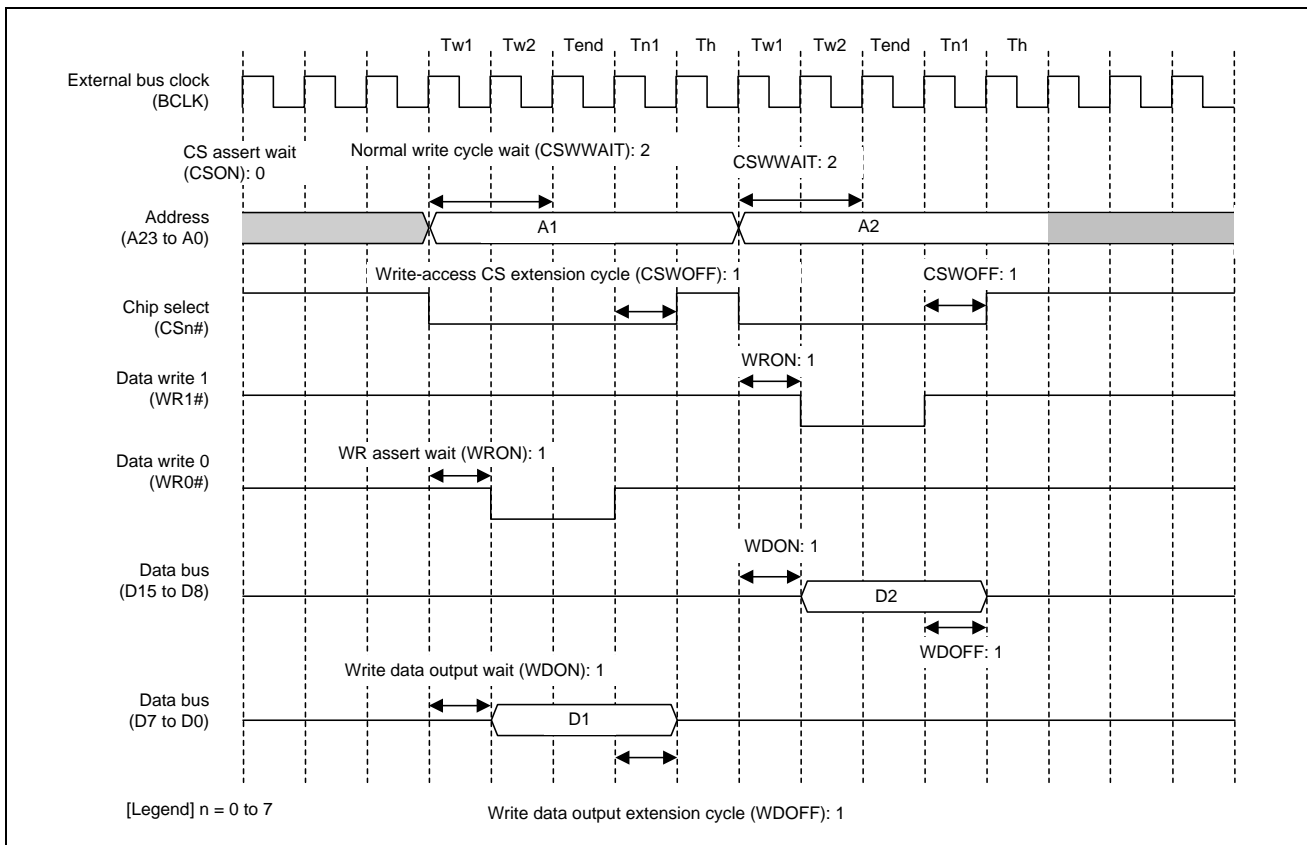 Tw1 Tw2 Tend Tn1 Th Tw1 Tw2 Tend Tn1 Th
External bus clock
(BCLK)
CS assert wait
(CSON): 0
Normal write cycle wait (CSWWAIT): 2
CSWWAIT: 2
Address
(A23 to A0)
A1
A2
Write-access CS extension cycle (CSWOFF): 1
CSWOFF: 1
Chip select
(CSn#)
WRON: 1
Data write 1
(WR1#)
WR assert wait (WRON): 1
Data write 0
(WR0#)
WDON: 1
Data bus
(D15 to D8)
D2
WDOFF: 1
Write data output wait (WDON): 1
Data bus
(D7 to D0)
D1
[Legend] n = 0 to 7
Write data output extension cycle (WDOFF): 1